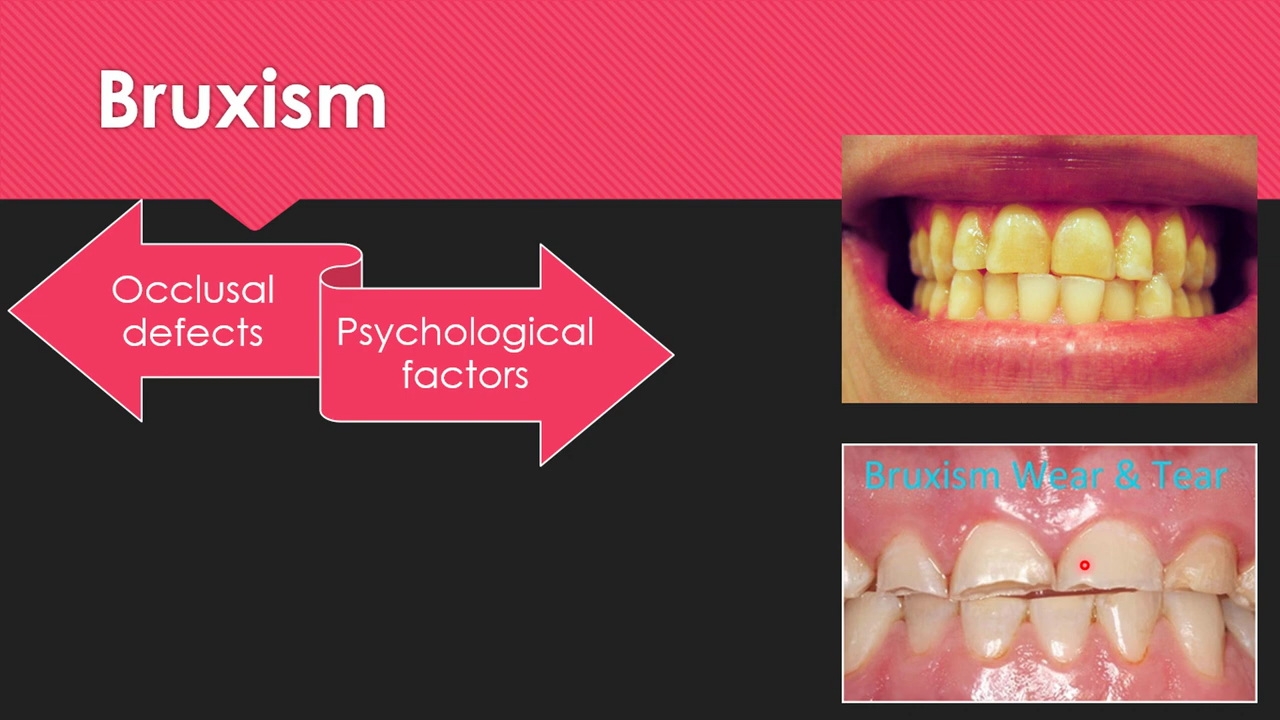 Bruxism
Occlusal
defects
Psychological
factors
Bruxism Wear & Tear